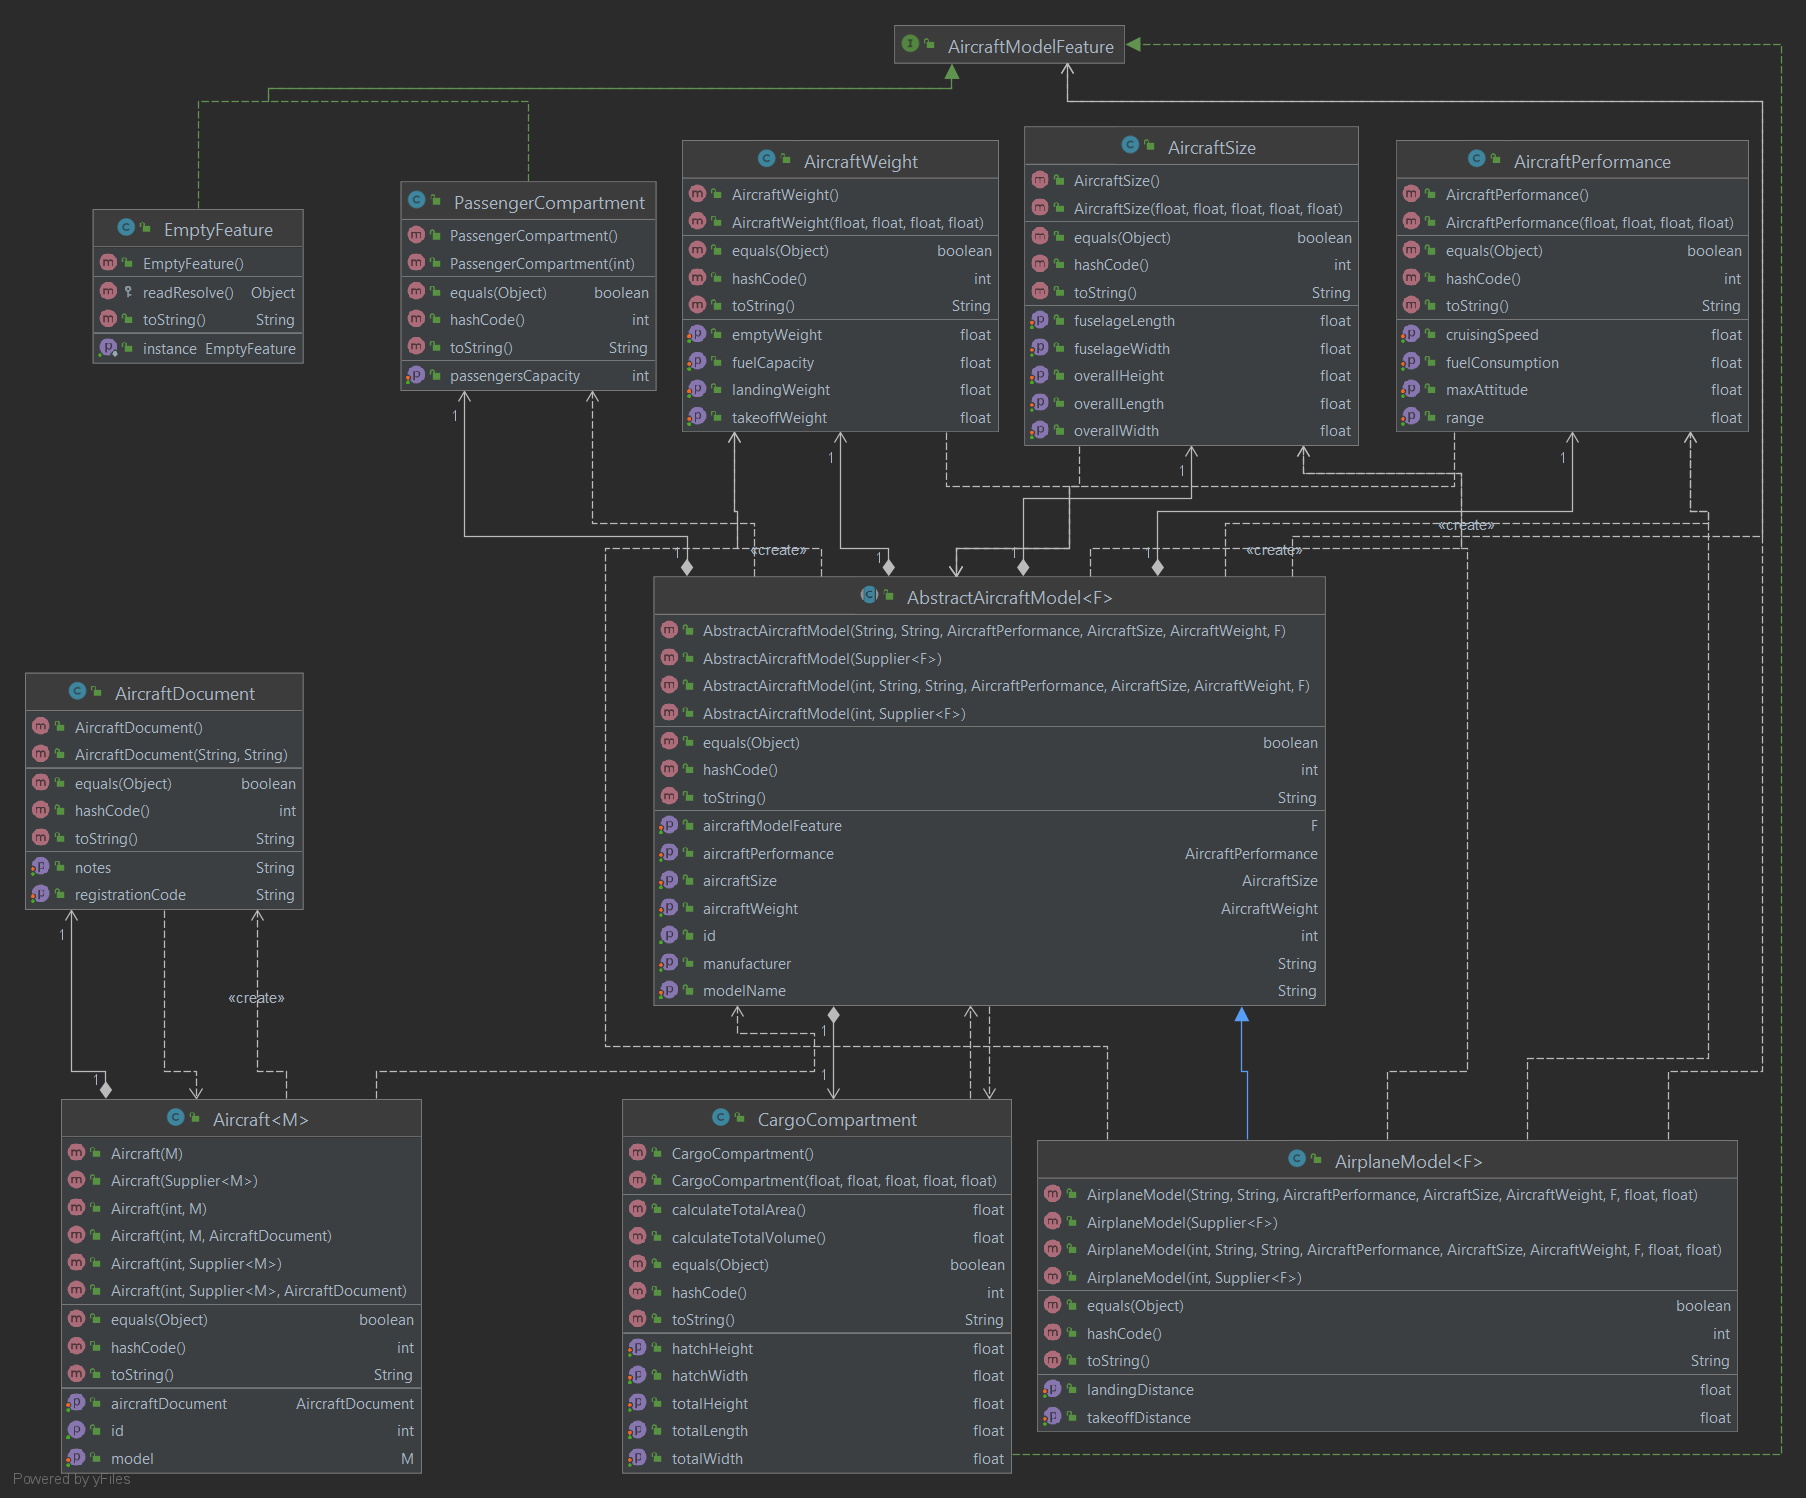 AircraftModelFeature
EmptyFeature
EmptyFeature()
readResolve() Object
toString() String
instance EmptyFeature
PassengerCompartment
PassengerCompartment()
PassengerCompartment(int)
equals(Object) boolean
hashCode() int
toString() String
passengersCapacity int
AircraftWeight
AircraftWeight()
AircraftWeight(float, float, float, float)
equals(Object) boolean
hashCode() int
toString() String
emptyWeight float
fuelCapacity float
landingWeight float
takeoffWeight float
AircraftSize
AircraftSize()
AircraftSize(float, float, float, float, float)
equals(Object) boolean
hashCode() int
toString() String
fuselageLength float
fuselageWidth float
overallHeight float
overallLength float
overallWidth float
AircraftPerformance
AircraftPerformance()
AircraftPerformance(float, float, float, float)
equals(Object) boolean
hashCode() int
toString() String
cruisingSpeed float
fuelConsumption float
maxAttitude float
range float
1
1
1
1
«create»
1
«create»
1
1
«create»
1
AbstractAircraftModel<F>
AbstractAircraftModel(String, String, AircraftPerformance, AircraftSize, AircraftWeight, F)
AbstractAircraftModel(Supplier<F>)
AbstractAircraftModel(int, String, String, AircraftPerformance, AircraftSize, AircraftWeight, F)
AbstractAircraftModel(int, Supplier<F>)
equals(Object) boolean
hashCode() int
toString() String
aircraftModelFeature F
aircraftPerformance AircraftPerformance
aircraftSize AircraftSize
aircraftWeight AircraftWeight
id int
manufacturer String
modelName String
AircraftDocument
AircraftDocument()
AircraftDocument(String, String)
equals(Object) boolean
hashCode() int
toString() String
notes String
registrationCode String
1
«create»
1
1
1
Aircraft<M>
Aircraft(M)
Aircraft(Supplier<M>)
Aircraft(int, M)
Aircraft(int, M, AircraftDocument)
Aircraft(int, Supplier<M>)
Aircraft(int, Supplier<M>, AircraftDocument)
equals(Object) boolean
hashCode() int
toString() String
aircraftDocument AircraftDocument
id int
model M
CargoCompartment
CargoCompartment()
CargoCompartment(float, float, float, float, float)
calculateTotalArea() float
calculateTotalVolume() float
equals(Object) boolean
hashCode() int
toString() String
hatchHeight float
hatchWidth float
totalHeight float
totalLength float
totalWidth float
AirplaneModel<F>
AirplaneModel(String, String, AircraftPerformance, AircraftSize, AircraftWeight, F, float, float)
AirplaneModel(Supplier<F>)
AirplaneModel(int, String, String, AircraftPerformance, AircraftSize, AircraftWeight, F, float, float)
AirplaneModel(int, Supplier<F>)
equals(Object) boolean
hashCode() int
toString() String
landingDistance float
takeoffDistance float
Powered by yFiles